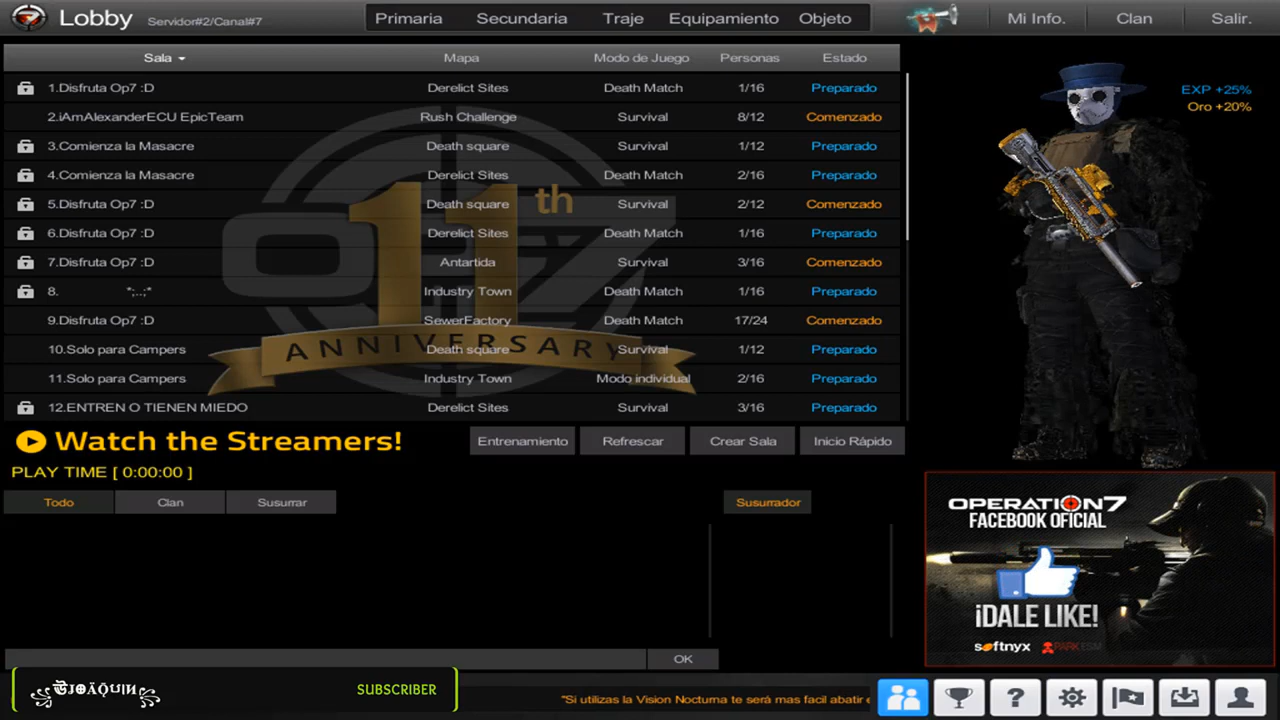 Lobby Servidor#2/Canal#7 Primaria Secundaria Traje Equipamiento Objeto Mi Info. Clan Salir.
Sala Mapa Modo de Juego Personas Estado
1.Disfruta Op7 :D Derelict Sites Death Match 1/16 Preparado
2.iAmAlexanderECU EpicTeam Rush Challenge Survival 8/12 Comenzado
3.Comienza la Masacre Death square Survival 1/12 Preparado
4.Comienza la Masacre Derelict Sites Death Match 2/16 Preparado
5.Disfruta Op7 :D Death square Survival 2/12 Comenzado
6.Disfruta Op7 :D Derelict Sites Death Match 1/16 Preparado
7.Disfruta Op7 :D Antartida Survival 3/16 Comenzado
8. *;..;* Industry Town Death Match 1/16 Preparado
9.Disfruta Op7 :D SewerFactory Death Match 17/24 Comenzado
10.Solo para Campers Death square Survival 1/12 Preparado
11.Solo para Campers Industry Town Modo individual 2/16 Preparado
12.ENTREN O TIENEN MIEDO Derelict Sites Survival 3/16 Preparado
OP7
11th
ANNIVERSARY
EXP +25%
Oro +20%
Watch the Streamers!
Entrenamiento Refrescar Crear Sala Inicio Rápido
PLAY TIME [ 0:00:00 ]
Todo Clan Susurrar Susurrador
OPERATION7
FACEBOOK OFICIAL
¡DALE LIKE!
softnyx PARKESM
OK
JOÄQUIN SUBSCRIBER
"Si utilizas la Vision Nocturna te será mas facil abatir
?